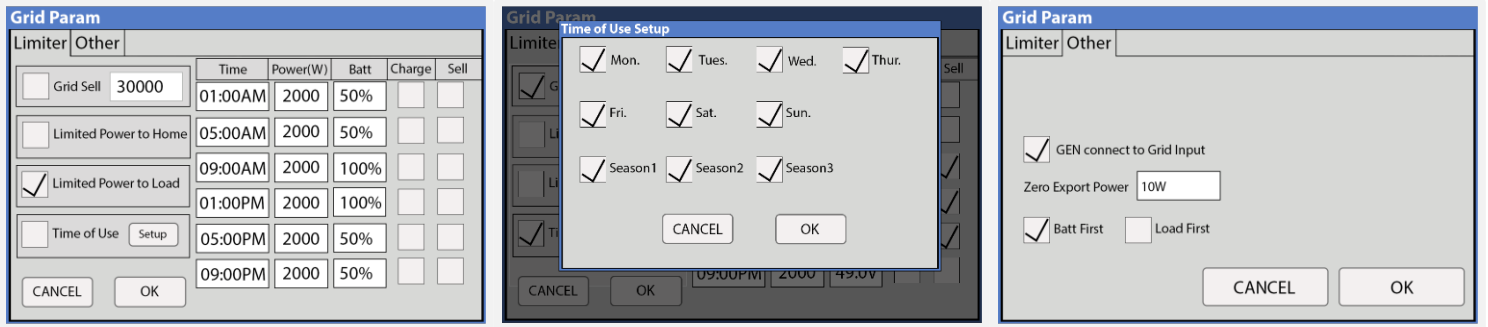 Grid Param
Limiter Other
Time Power(W) Batt Charge Sell
Grid Sell 30000
01:00AM 2000 50%
Limited Power to Home 05:00AM 2000 50%
09:00AM 2000 100%
Limited Power to Load
01:00PM 2000 100%
Time of Use Setup
05:00PM 2000 50%
09:00PM 2000 50%
CANCEL OK
Grid Param
Time of Use Setup
Limite
Sell
Mon. Tues. Wed. Thur.
G
Li
Fri. Sat. Sun.
Li
Season1 Season2 Season3
Ti
CANCEL OK
09:00PM 2000 49.0V
CANCEL OK
Grid Param
Limiter Other
GEN connect to Grid Input
Zero Export Power 10W
Batt First Load First
CANCEL OK